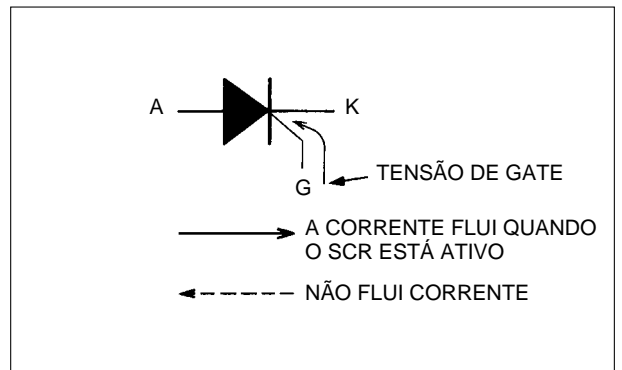 A K
G
TENSÃO DE GATE
A CORRENTE FLUI QUANDO
O SCR ESTÁ ATIVO
NÃO FLUI CORRENTE